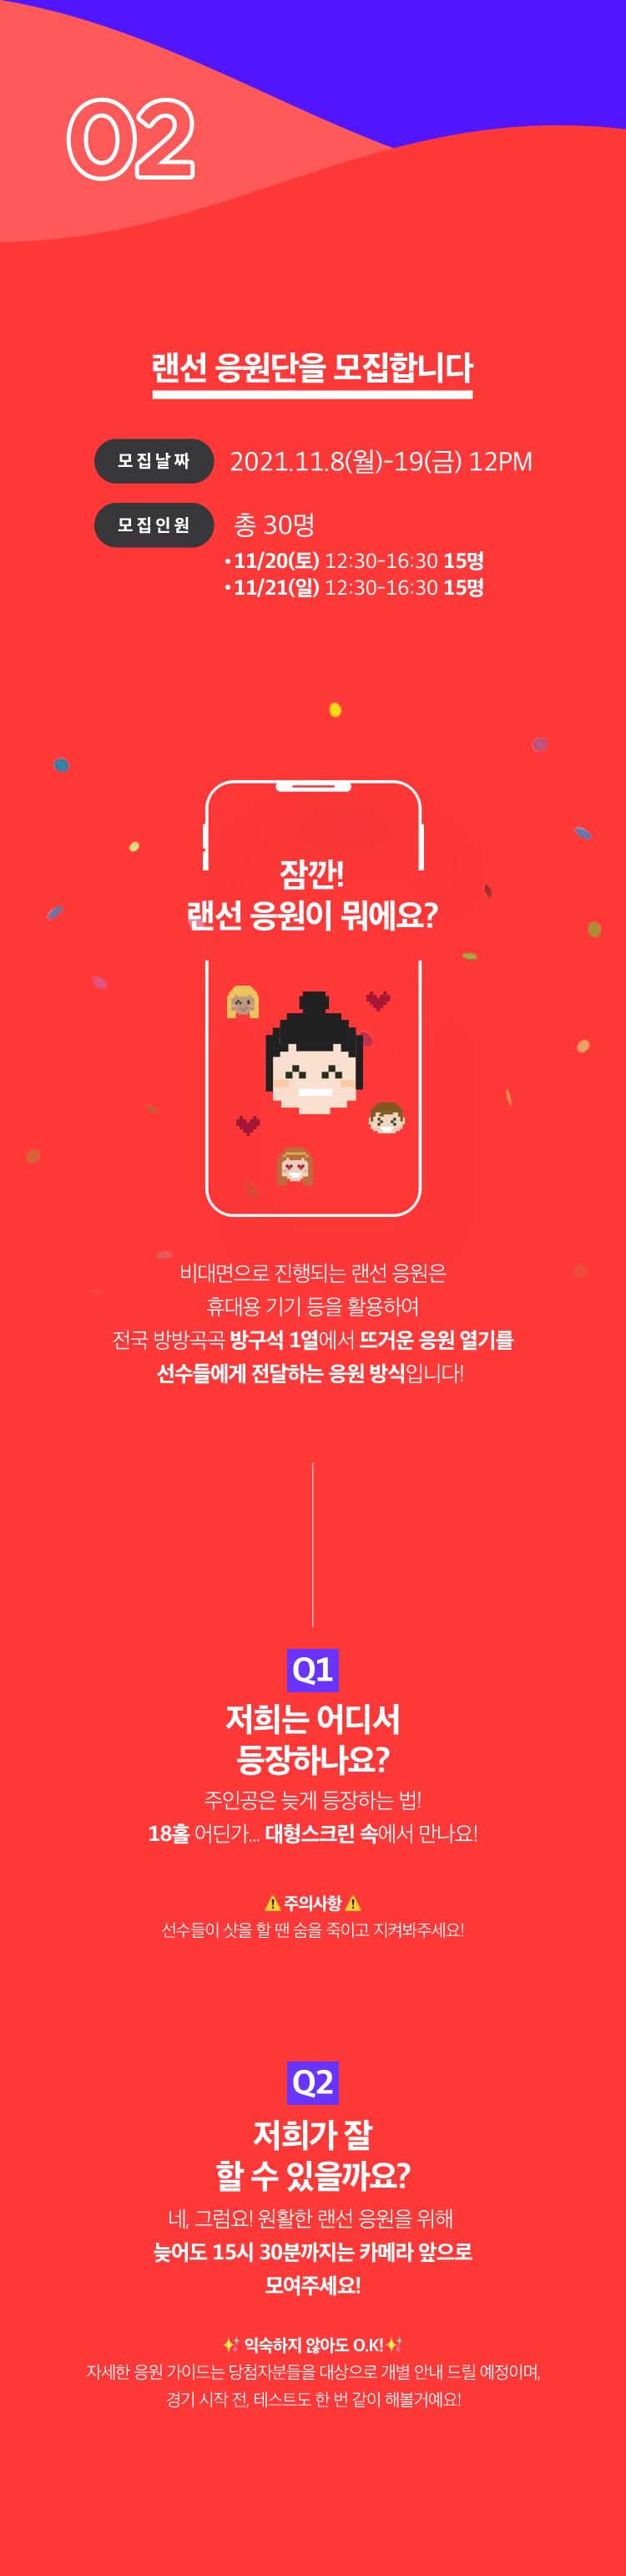 02
랜선 응원단을 모집합니다
모집날짜 2021.11.8(월)-19(금) 12PM
모집인원 총 30명
•11/20(토) 12:30-16:30 15명
•11/21(일) 12:30-16:30 15명
잠깐!
랜선 응원이 뭐에요?
비대면으로 진행되는 랜선 응원은
휴대용 기기 등을 활용하여
전국 방방곡곡 방구석 1열에서 뜨거운 응원 열기를
선수들에게 전달하는 응원 방식입니다!
Q1
저희는 어디서
등장하나요?
주인공은 늦게 등장하는 법!
18홀 어딘가... 대형스크린 속에서 만나요!
⚠️ 주의사항 ⚠️
선수들이 샷을 할 땐 숨을 죽이고 지켜봐주세요!
Q2
저희가 잘
할 수 있을까요?
네, 그럼요! 원활한 랜선 응원을 위해
늦어도 15시 30분까지는 카메라 앞으로
모여주세요!
✨ 익숙하지 않아도 O.K!✨
자세한 응원 가이드는 당첨자분들을 대상으로 개별 안내 드릴 예정이며,
경기 시작 전, 테스트도 한 번 같이 해볼거예요!